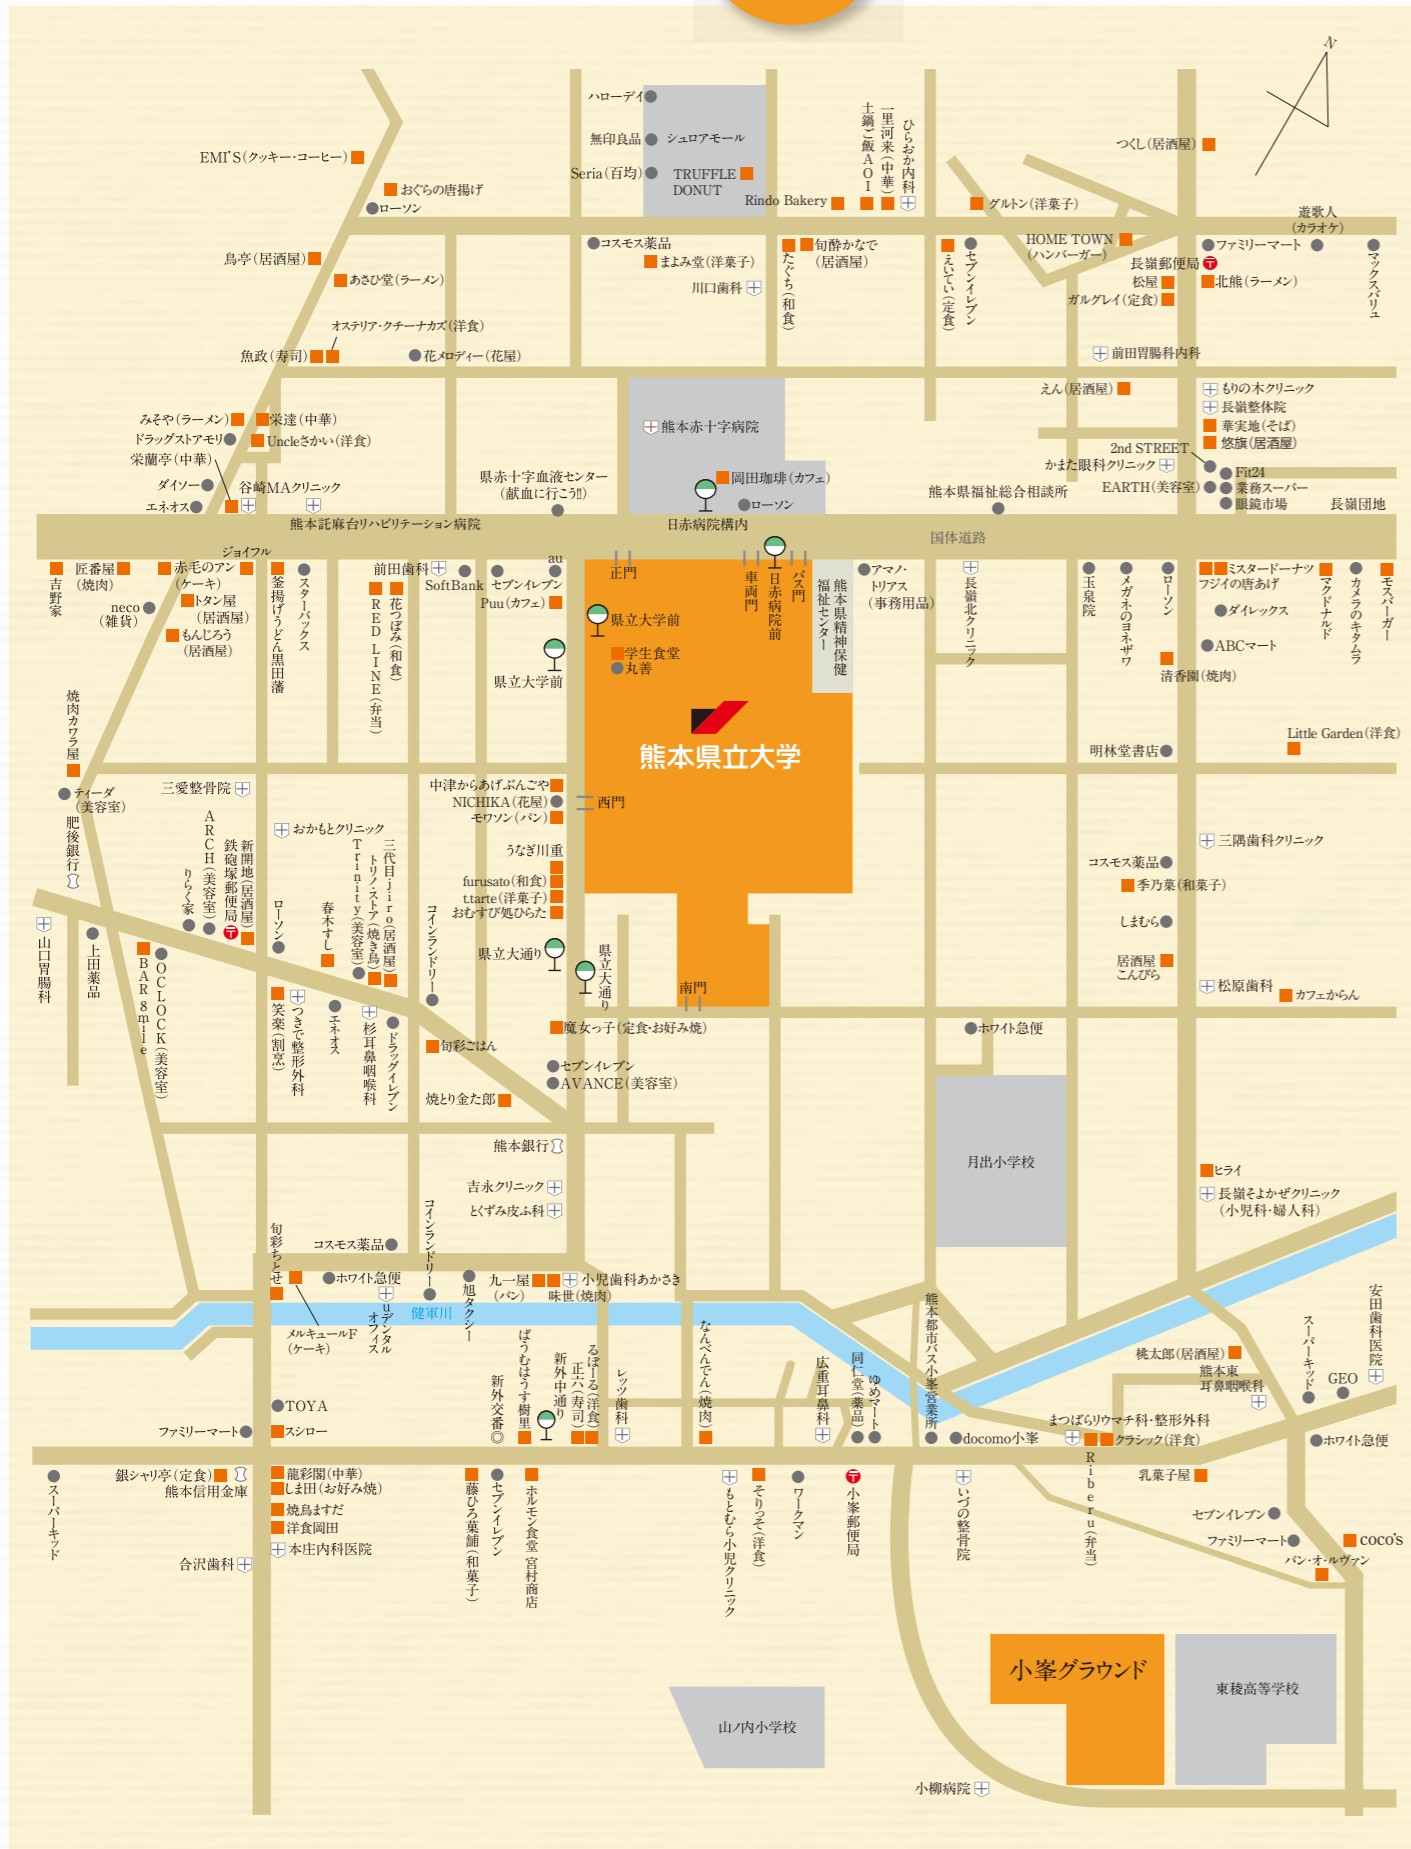 N
ハローデイ
無印良品
シュロアモール
Seria（百均）
TRUFFLE
DONUT
Rindo Bakery
土鍋ご飯AOI
一里河来（中華）
ひらおか内科
つくし（居酒屋）
グルトン（洋菓子）
遊歌人
（カラオケ）
EMI'S（クッキー・コーヒー）
おぐらの唐揚げ
ローソン
コスモス薬品
まよみ堂（洋菓子）
川口歯科
たぐち（和食）
旬酔かなで
（居酒屋）
えいてぃ（定食）
セブンイレブン
HOME TOWN
（ハンバーガー）
ファミリーマート
マックスバリュ
長嶺郵便局
松屋
北熊（ラーメン）
ガルグレイ（定食）
鳥亭（居酒屋）
あさひ堂（ラーメン）
オステリア・クチーナカズ（洋食）
魚政（寿司）
花メロディー（花屋）
前田胃腸科内科
えん（居酒屋）
もりの木クリニック
長嶺整体院
華実地（そば）
悠旗（居酒屋）
みそや（ラーメン）
栄達（中華）
ドラッグストアモリ
Uncleさかい（洋食）
栄蘭亭（中華）
ダイソー
谷崎MAクリニック
エネオス
熊本託麻台リハビリテーション病院
熊本赤十字病院
県赤十字血液センター
（献血に行こう!!）
岡田珈琲（カフェ）
ローソン
日赤病院構内
熊本県福祉総合相談所
2nd STREET
かまた眼科クリニック
EARTH（美容室）
Fit24
業務スーパー
眼鏡市場
長嶺団地
国体道路
吉野家
匠番屋
（焼肉）
赤毛のアン
（ケーキ）
ジョイフル
釜揚げうどん黒田藩
スターバックス
neco
（雑貨）
トタン屋
（居酒屋）
もんじろう
（居酒屋）
前田歯科
RED LINE（弁当）
花つぼみ（和食）
SoftBank
セブンイレブン
au
Puu（カフェ）
県立大学前
県立大学前
正門
学生食堂
丸善
車両門
日赤病院前
バス門
熊本県精神保健
福祉センター
アマノ・
トリアス
（事務用品）
長嶺北クリニック
玉泉院
メガネのヨネザワ
ローソン
ミスタードーナツ
フジイの唐あげ
ダイレックス
ABCマート
マクドナルド
カメラのキタムラ
モスバーガー
清香園（焼肉）
熊本県立大学
Little Garden（洋食）
明林堂書店
焼肉カワラ屋
ティーダ
（美容室）
肥後銀行
三愛整骨院
おかもとクリニック
中津からあげぶんごや
NICHIKA（花屋）
モワソン（パン）
西門
うなぎ川重
furusato（和食）
t.tarte（洋菓子）
おむすび処ひらた
県立大通り
県立大通り
南門
三隅歯科クリニック
コスモス薬品
季乃葉（和菓子）
しまむら
居酒屋
こんぴら
松原歯科
カフェからん
山口胃腸科
上田薬品
BAR 8mile
OCLOCK（美容室）
りらく家
ARCH（美容室）
鉄砲塚郵便局
新開地（居酒屋）
ローソン
春木すし
Trinity（美容室）
トリノ・ストア（焼き鳥）
三代目・jiro（居酒屋）
コインランドリー
笑楽（割烹）
つきで整形外科
エネオス
杉耳鼻咽喉科
ドラッグイレブン
旬彩ごはん
魔女っ子（定食・お好み焼）
セブンイレブン
AVANCE（美容室）
焼とり金た郎
ホワイト急便
熊本銀行
吉永クリニック
とくずみ皮ふ科
月出小学校
ヒライ
長嶺そよかぜクリニック
（小児科・婦人科）
旬彩ちとせ
コスモス薬品
ホワイト急便
uデンタル
オフィス
メルキュールF
（ケーキ）
コインランドリー
健軍川
旭タクシー
九一屋
（パン）
味世（焼肉）
小児歯科あかさき
ばうむはうす樹里
新外交番
新外中通り
正六（寿司）
るぽーる（洋食）
レッツ歯科
なんべんでん（焼肉）
広重耳鼻科
同仁堂（薬品）
ゆめマート
熊本都市バス小峯営業所
docomo小峯
まつばらリウマチ科・整形外科
クラシック（洋食）
Riberu（弁当）
桃太郎（居酒屋）
熊本東
耳鼻咽喉科
スーパーキッド
GEO
安田歯科医院
ホワイト急便
乳菓子屋
セブンイレブン
ファミリーマート
coco's
パン・オ・ルヴァン
TOYA
ファミリーマート
スシロー
スーパーキッド
銀シャリ亭（定食）
熊本信用金庫
龍彩閣（中華）
しま田（お好み焼）
焼鳥ますだ
洋食岡田
本庄内科医院
合沢歯科
藤ひろ菓舗（和菓子）
セブンイレブン
ホルモン食堂 宮村商店
もとむら小児クリニック
そりっそ（洋食）
ワークマン
小峯郵便局
いづの整骨院
小峯グラウンド
東稜高等学校
山ノ内小学校
小柳病院